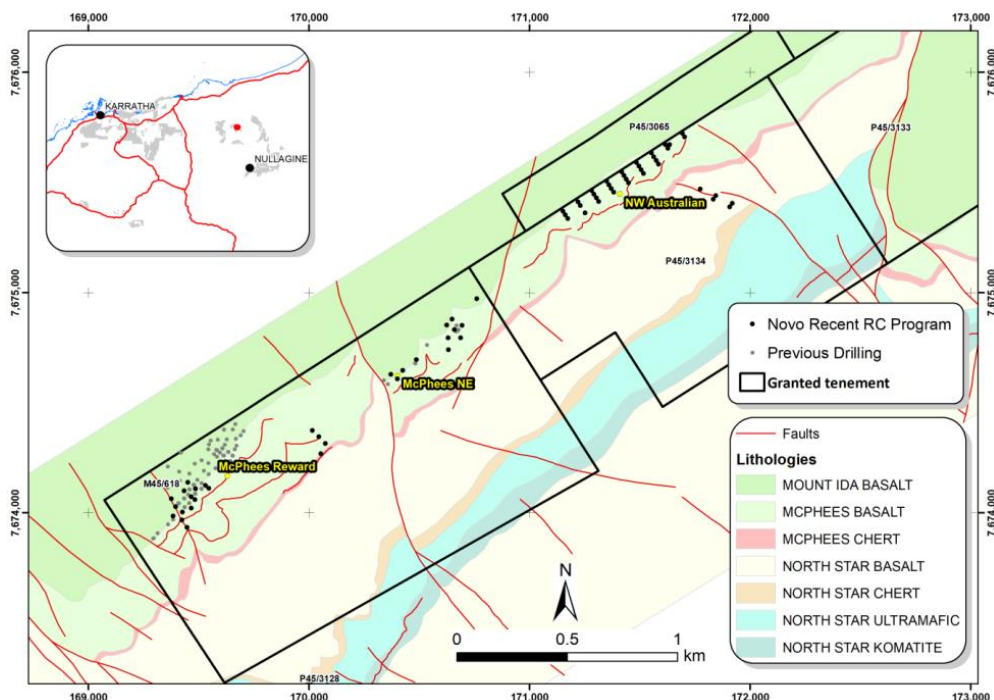 169,000
170,000
171,000
172,000
173,000
7,676,000
7,676,000
KARRATHA
NULLAGINE
P45/3065
P45/3133
NW Australian
P45/3134
7,675,000
7,675,000
McPhees NE
McPhees Reward
M45/618
7,674,000
7,674,000
P45/3128
N
0
0.5
1
km
Novo Recent RC Program
Previous Drilling
Granted tenement
Faults
Lithologies
MOUNT IDA BASALT
MCPHEES BASALT
MCPHEES CHERT
NORTH STAR BASALT
NORTH STAR CHERT
NORTH STAR ULTRAMAFIC
NORTH STAR KOMATITE
169,000
170,000
171,000
172,000
173,000